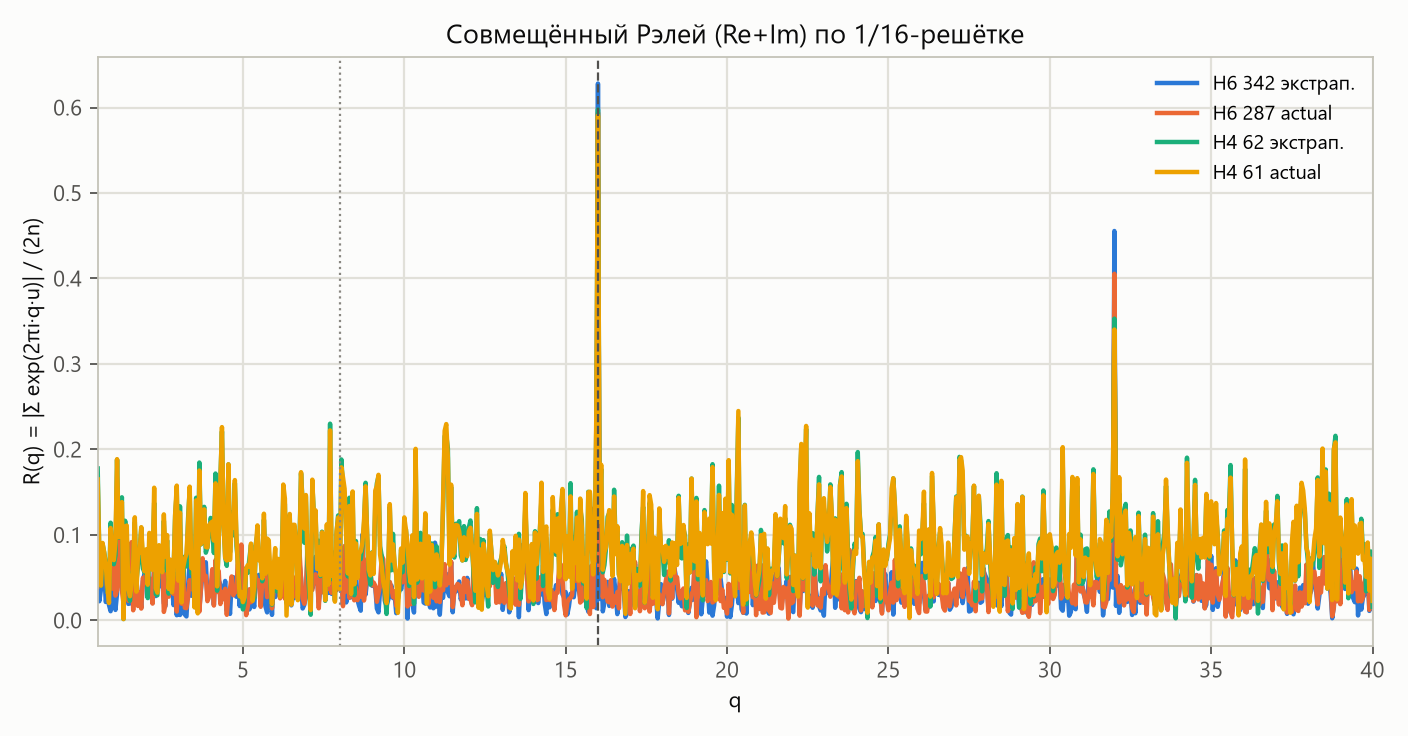 Совмещённый Рэлей (Re+Im) по 1/16-решётке
R(q) = |Σ exp(2πi·q·u)| / (2n)
0.6
0.5
0.4
0.3
0.2
0.1
0.0
H6 342 экстрап.
H6 287 actual
H4 62 экстрап.
H4 61 actual
5 10 15 20 25 30 35 40
q